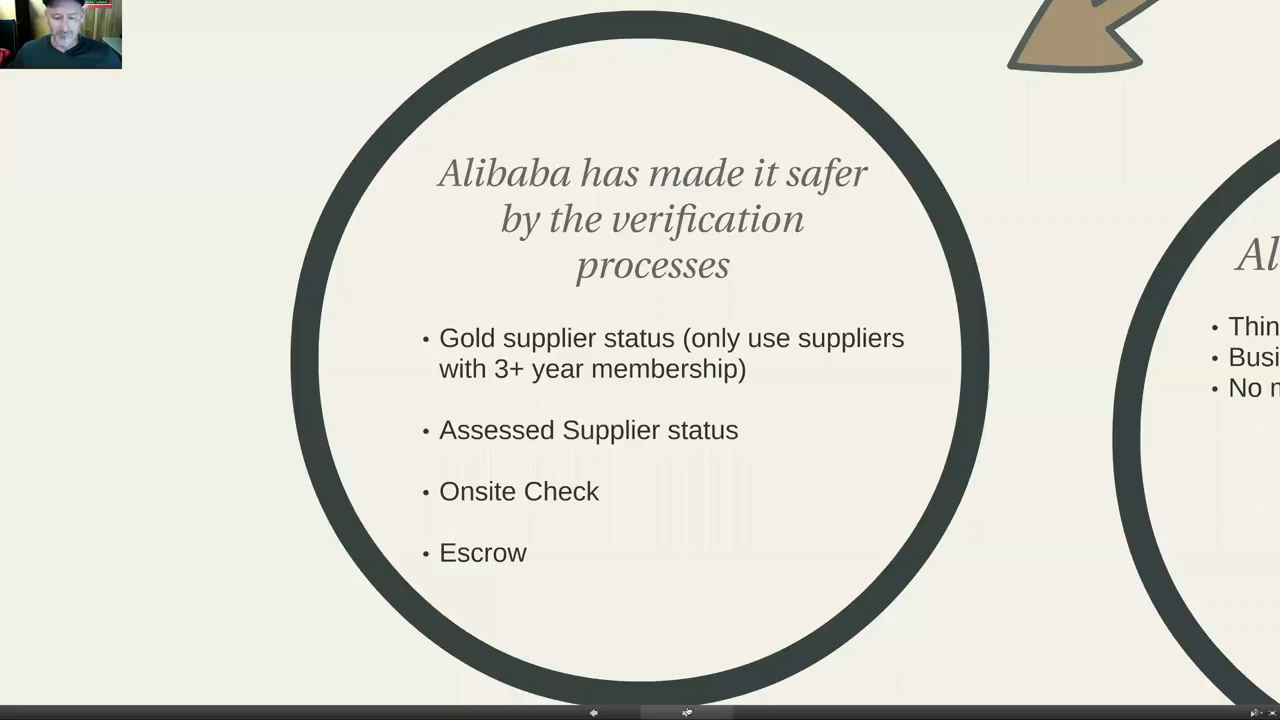 Alibaba has made it safer
by the verification
processes
• Gold supplier status (only use suppliers
with 3+ year membership)
• Assessed Supplier status
• Onsite Check
• Escrow
Al
• Thin
• Busi
• No